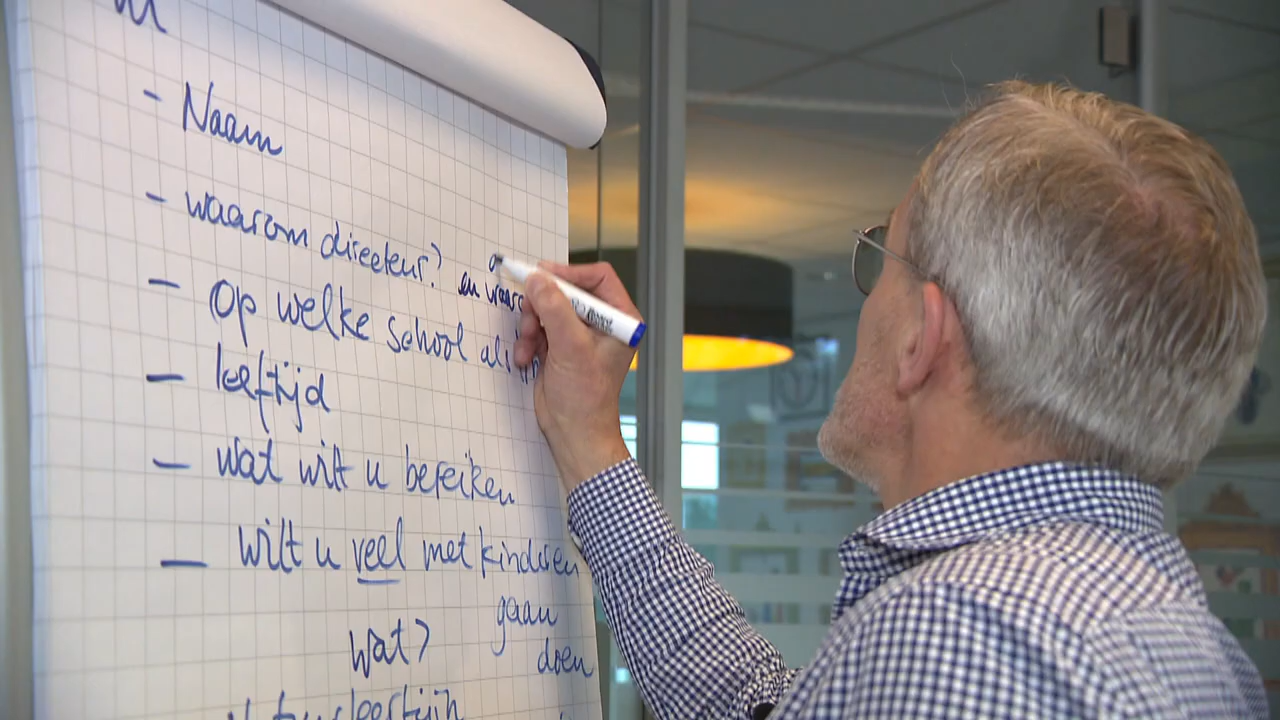 - Naam
- waarom directeur? en waar
- op welke school als
- leeftijd
- wat wilt u bereiken
- wilt u veel met kinderen
gaan
wat? doen